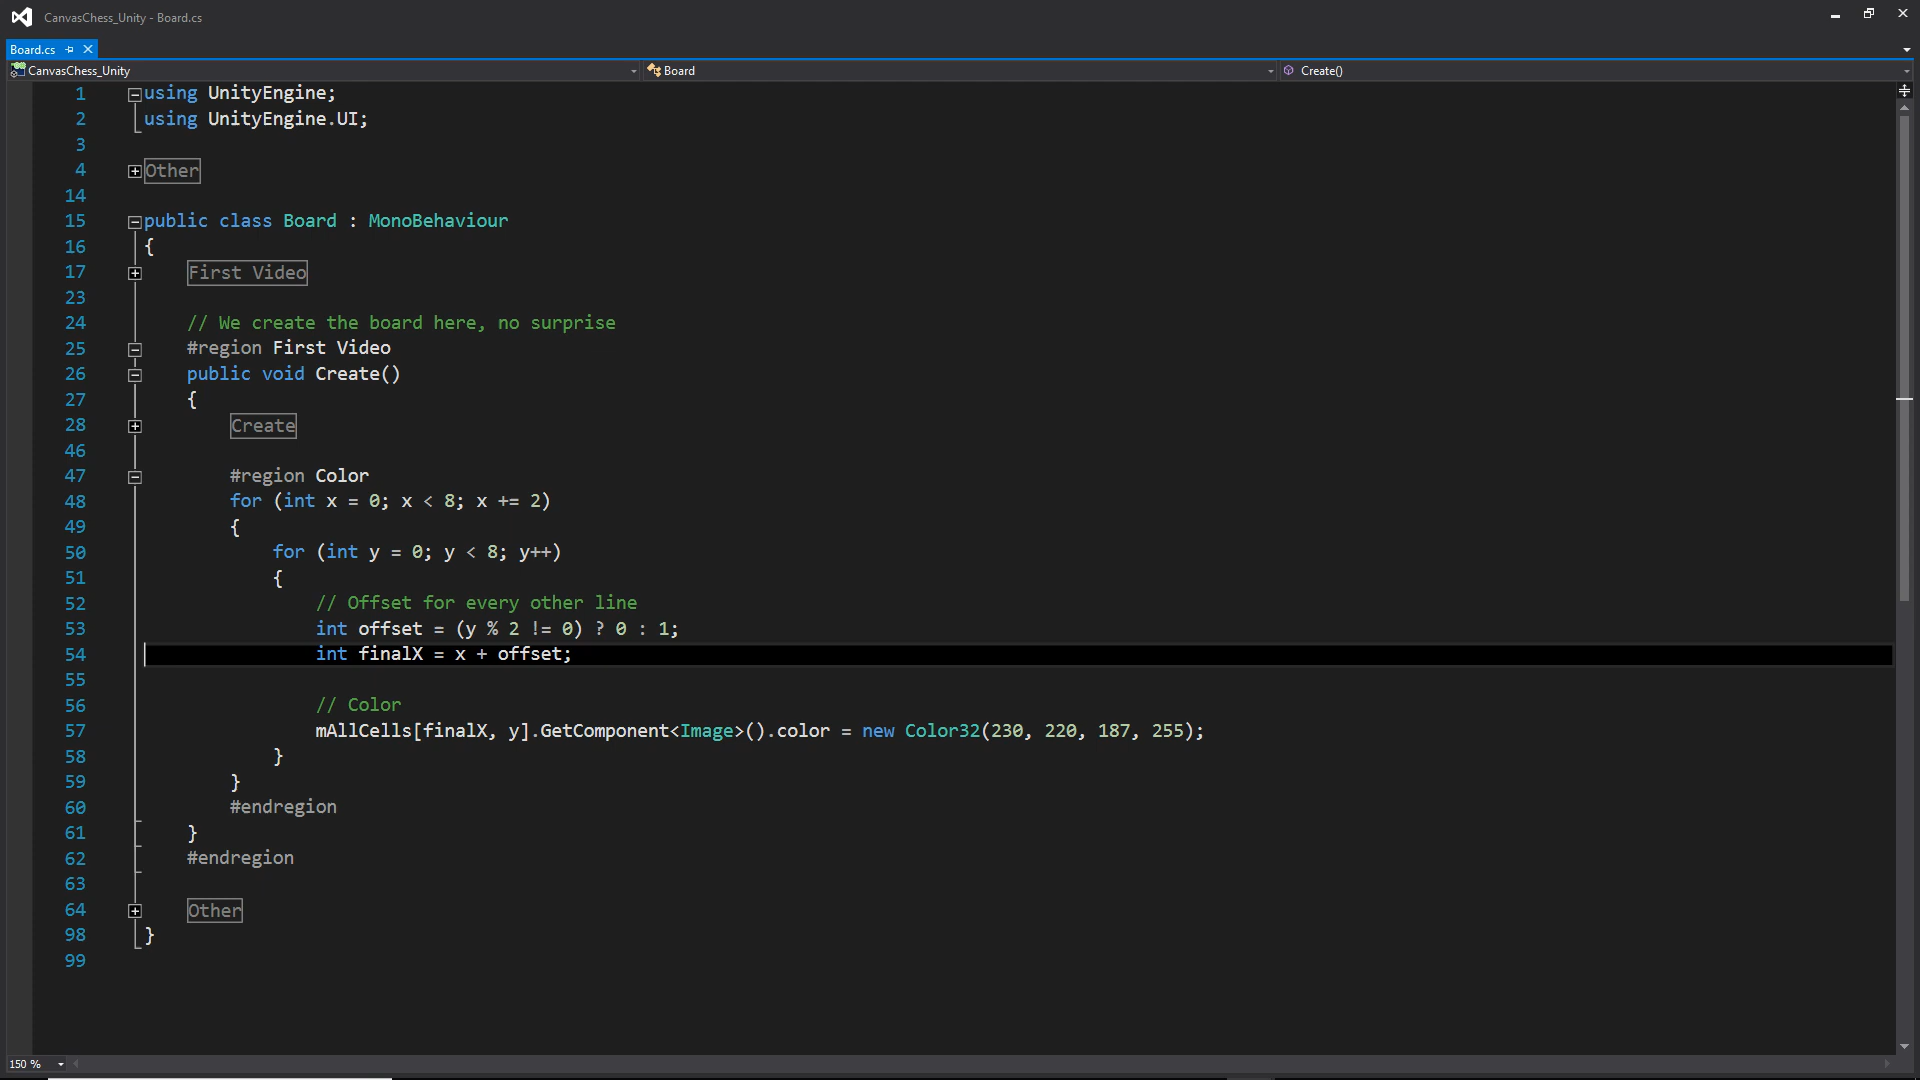 CanvasChess_Unity - Board.cs
Board.cs
CanvasChess_Unity Board Create()
1 using UnityEngine;
2 using UnityEngine.UI;
3
4 Other
14
15 public class Board : MonoBehaviour
16 {
17 First Video
23
24 // We create the board here, no surprise
25 #region First Video
26 public void Create()
27 {
28 Create
46
47 #region Color
48 for (int x = 0; x < 8; x += 2)
49 {
50 for (int y = 0; y < 8; y++)
51 {
52 // Offset for every other line
53 int offset = (y % 2 != 0) ? 0 : 1;
54 int finalX = x + offset;
55
56 // Color
57 mAllCells[finalX, y].GetComponent<Image>().color = new Color32(230, 220, 187, 255);
58 }
59 }
60 #endregion
61 }
62 #endregion
63
64 Other
98 }
99
150 %